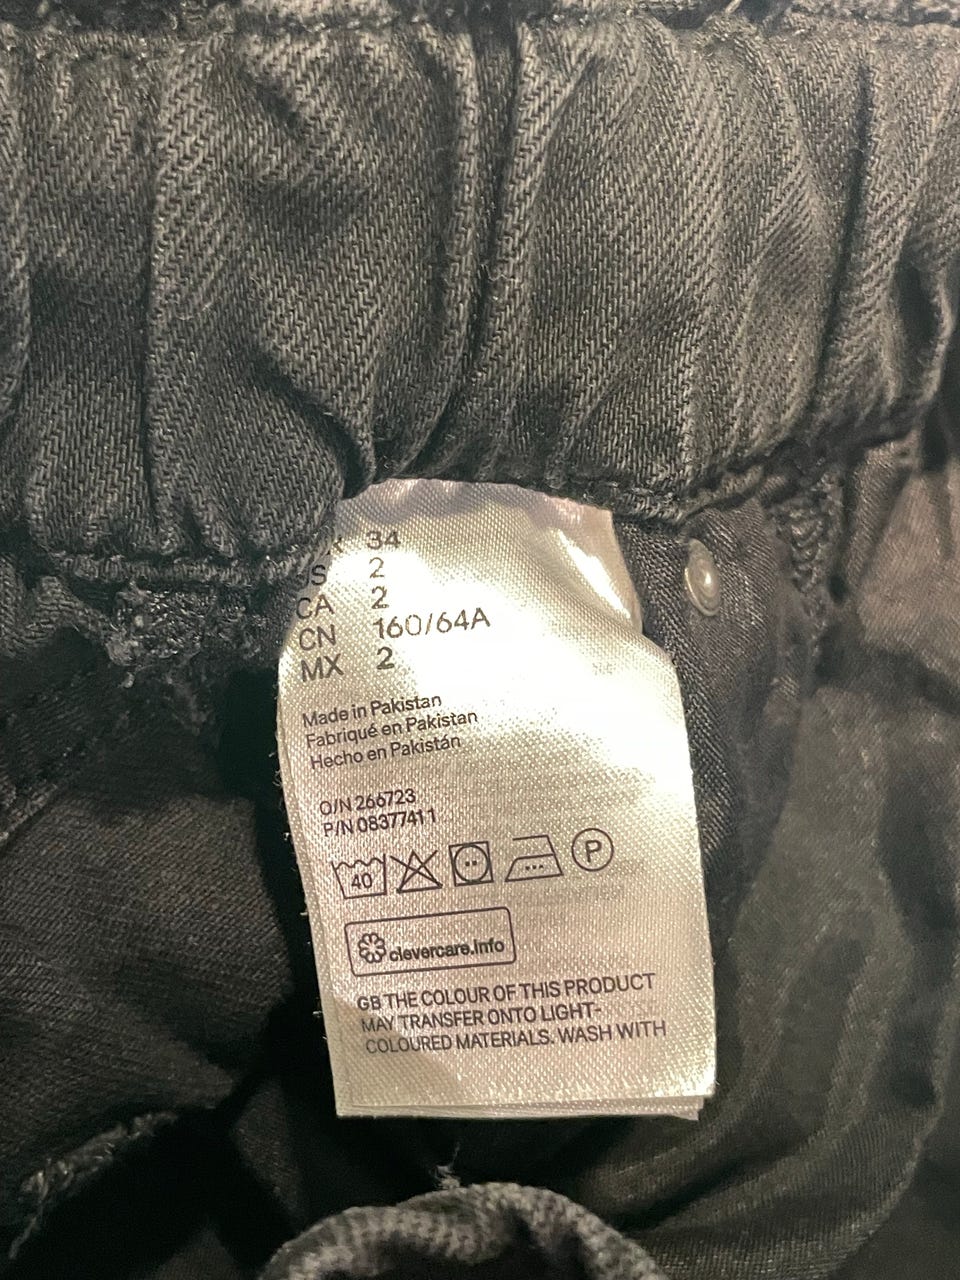 34
US 2
CA 2
CN 160/64A
MX 2
Made in Pakistan
Fabriqué en Pakistan
Hecho en Pakistán
O/N 266723
P/N 08377411
40 P
clevercare.info
GB THE COLOUR OF THIS PRODUCT
MAY TRANSFER ONTO LIGHT-
COLOURED MATERIALS. WASH WITH